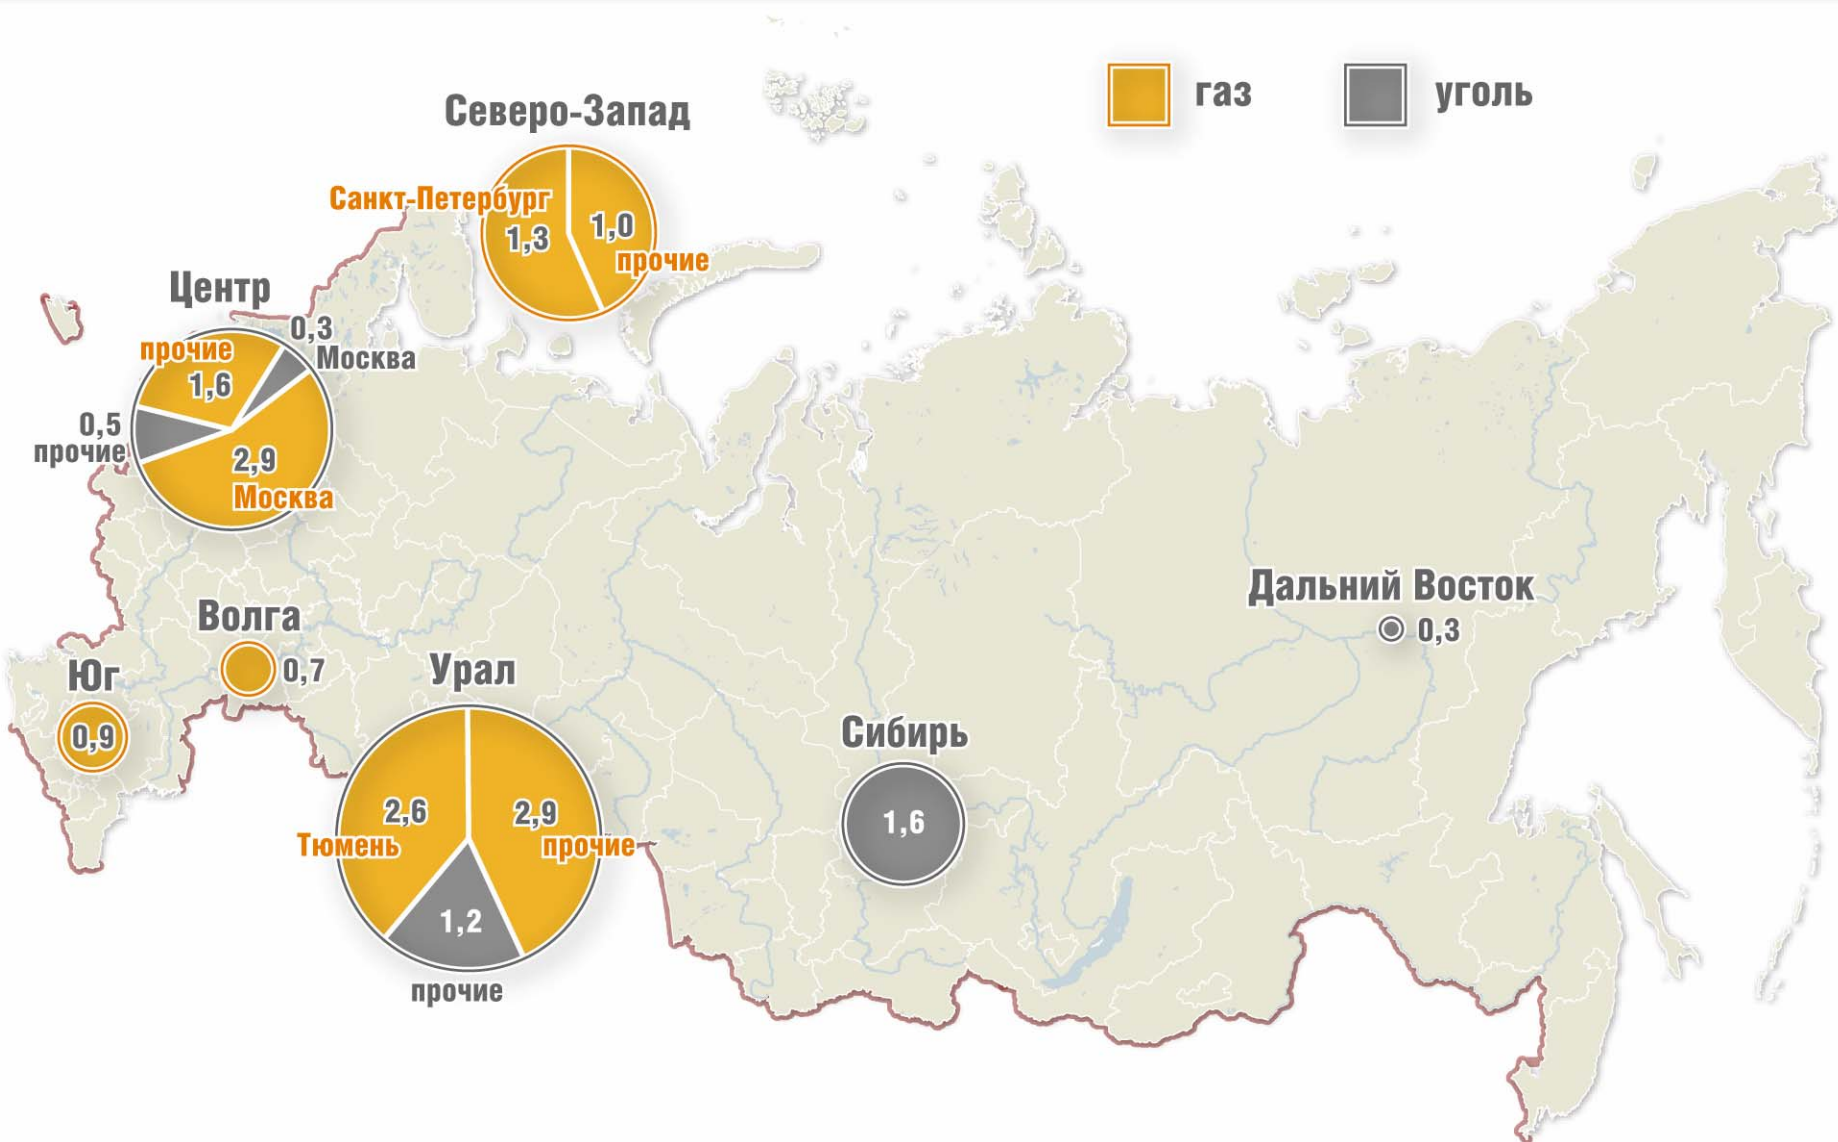 газ
уголь
Северо-Запад
Санкт-Петербург
1,3
1,0
прочие
Центр
0,3
Москва
прочие
1,6
0,5
прочие
2,9
Москва
Дальний Восток
0,3
Волга
0,7
Юг
0,9
Урал
2,6
Тюмень
2,9
прочие
1,2
прочие
Сибирь
1,6